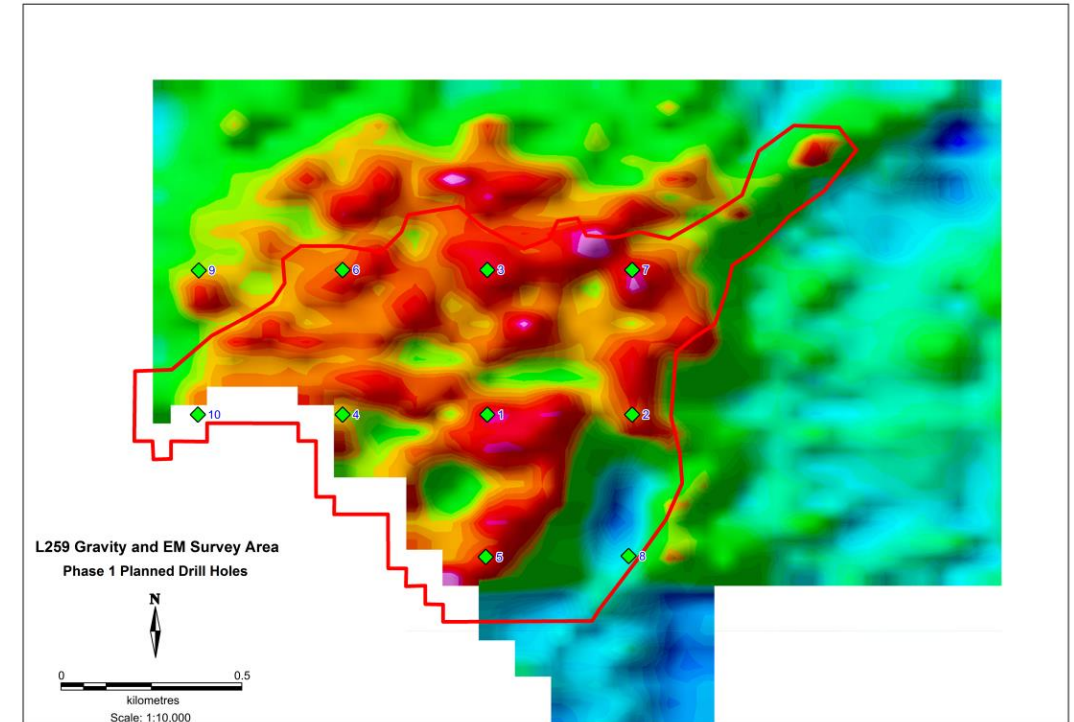 9
6
3
7
10
4
1
2
5
8
L259 Gravity and EM Survey Area
Phase 1 Planned Drill Holes
N
0 0.5
kilometres
Scale: 1:10,000